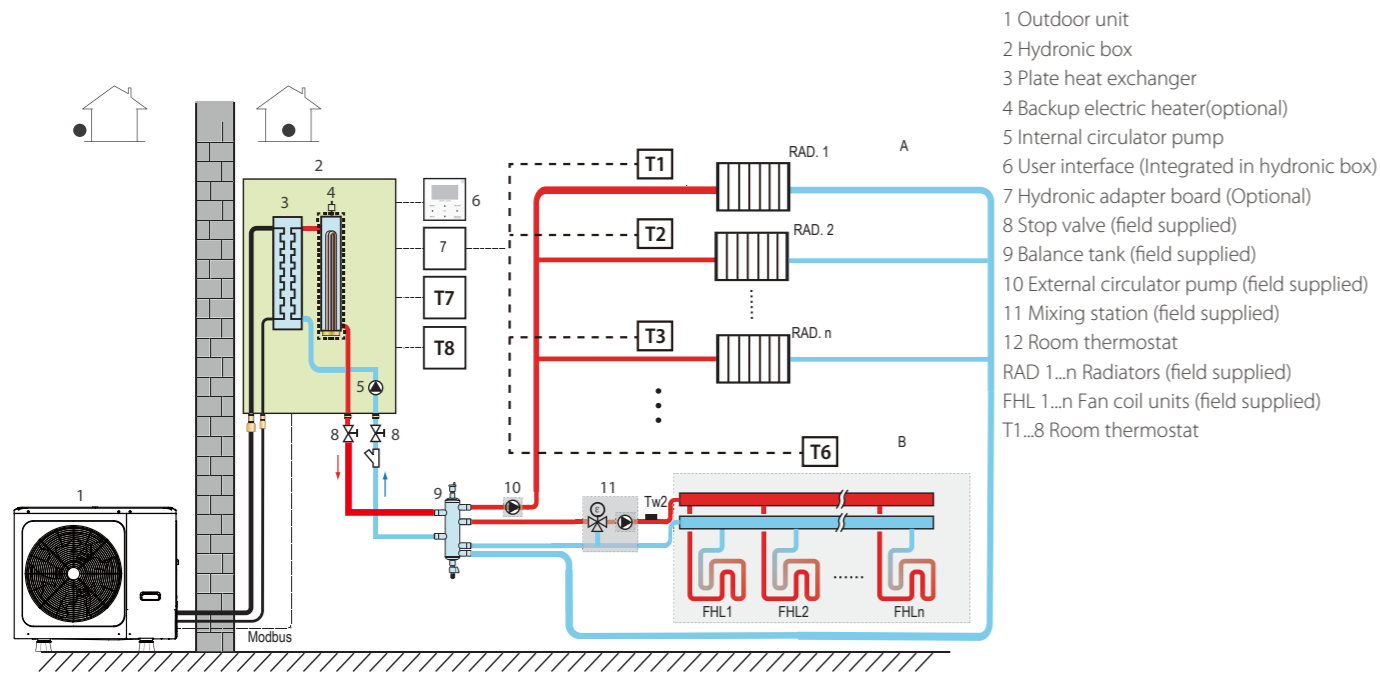 1 Outdoor unit
2 Hydronic box
3 Plate heat exchanger
4 Backup electric heater(optional)
5 Internal circulator pump
6 User interface (Integrated in hydronic box)
7 Hydronic adapter board (Optional)
8 Stop valve (field supplied)
9 Balance tank (field supplied)
10 External circulator pump (field supplied)
11 Mixing station (field supplied)
12 Room thermostat
RAD 1...n Radiators (field supplied)
FHL 1...n Fan coil units (field supplied)
T1...8 Room thermostat
2
3
4
6
7
T7
T8
5
8
8
T1
RAD. 1
A
T2
RAD. 2
T3
RAD. n
T6
B
9
10
11
ε
Tw2
FHL1
FHL2
FHLn
1
Modbus